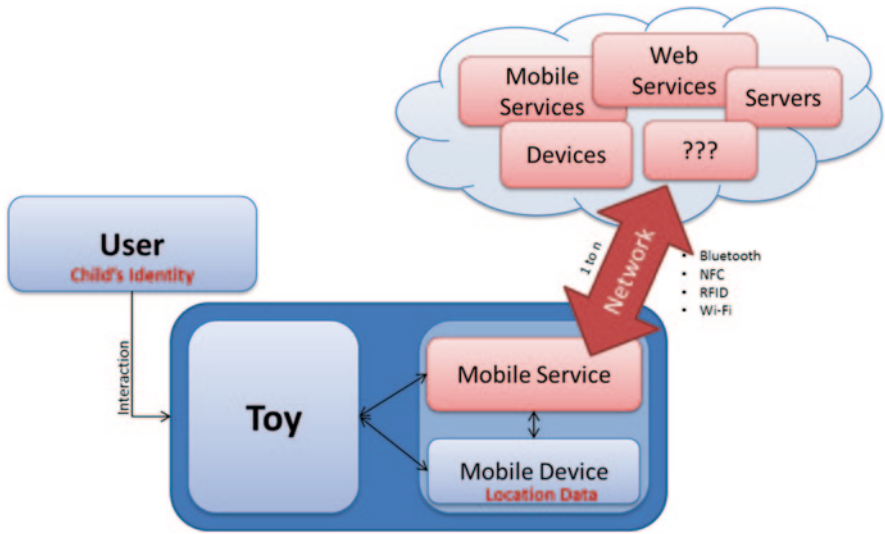 Web
Services
Mobile
Services
Servers
Devices
???
User
Child's Identity
1 to n
Network
• Bluetooth
• NFC
• RFID
• Wi-Fi
Interaction
Toy
Mobile Service
Mobile Device
Location Data